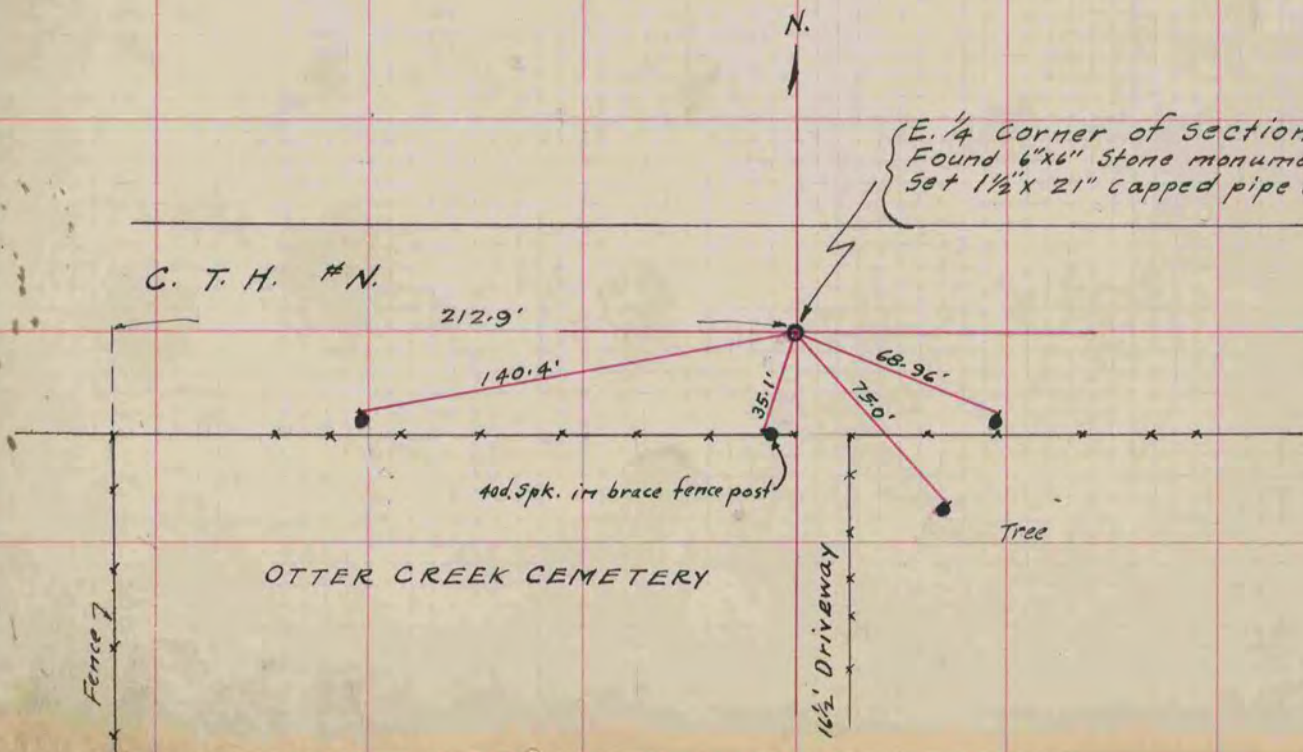 N.
E. 1/4 Corner of section
Found 6"x6" Stone
Set 1½"x 21" Capped pipe
C. T. H. #N.
212.9'
140.4'
35.1'
75.0'
68.96'
40d. Spk. in brace fence post
Tree
OTTER CREEK CEMETERY
Fence
16½' Driveway